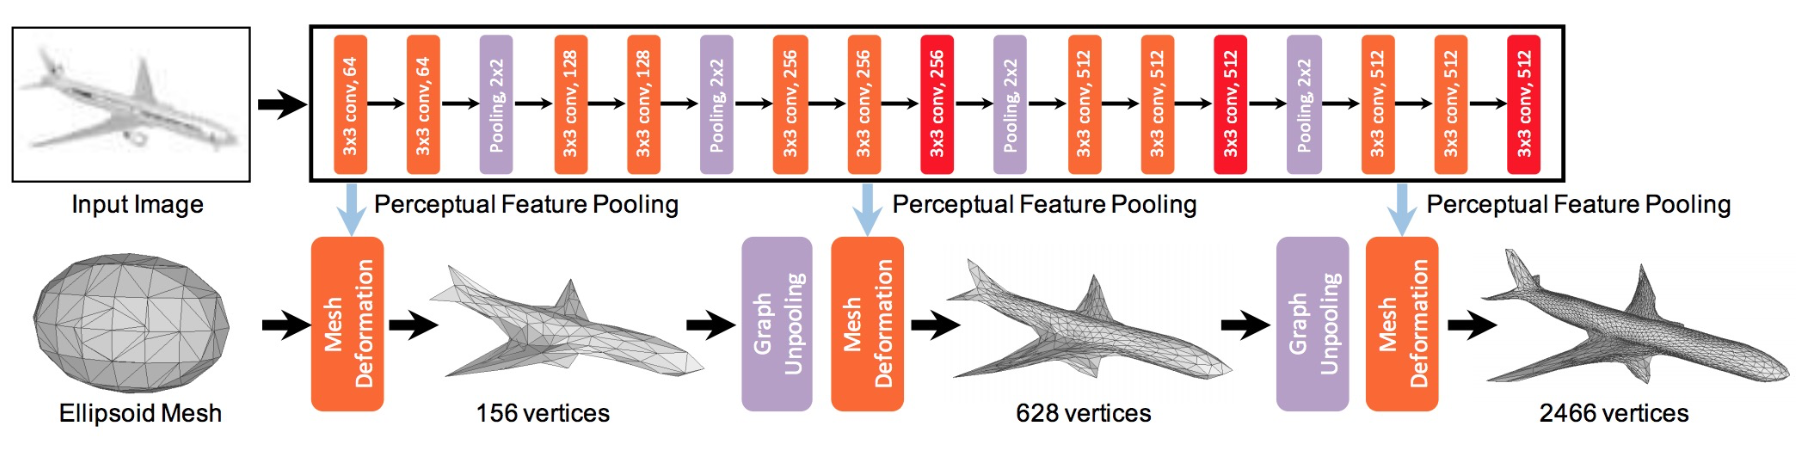 3x3 conv, 64
3x3 conv, 64
Pooling, 2x2
3x3 conv, 128
3x3 conv, 128
Pooling, 2x2
3x3 conv, 256
3x3 conv, 256
3x3 conv, 256
Pooling, 2x2
3x3 conv, 512
3x3 conv, 512
3x3 conv, 512
Pooling, 2x2
3x3 conv, 512
3x3 conv, 512
3x3 conv, 512
Input Image
Perceptual Feature Pooling
Perceptual Feature Pooling
Perceptual Feature Pooling
Mesh
Deformation
Graph
Unpooling
Mesh
Deformation
Graph
Unpooling
Mesh
Deformation
Ellipsoid Mesh
156 vertices
628 vertices
2466 vertices